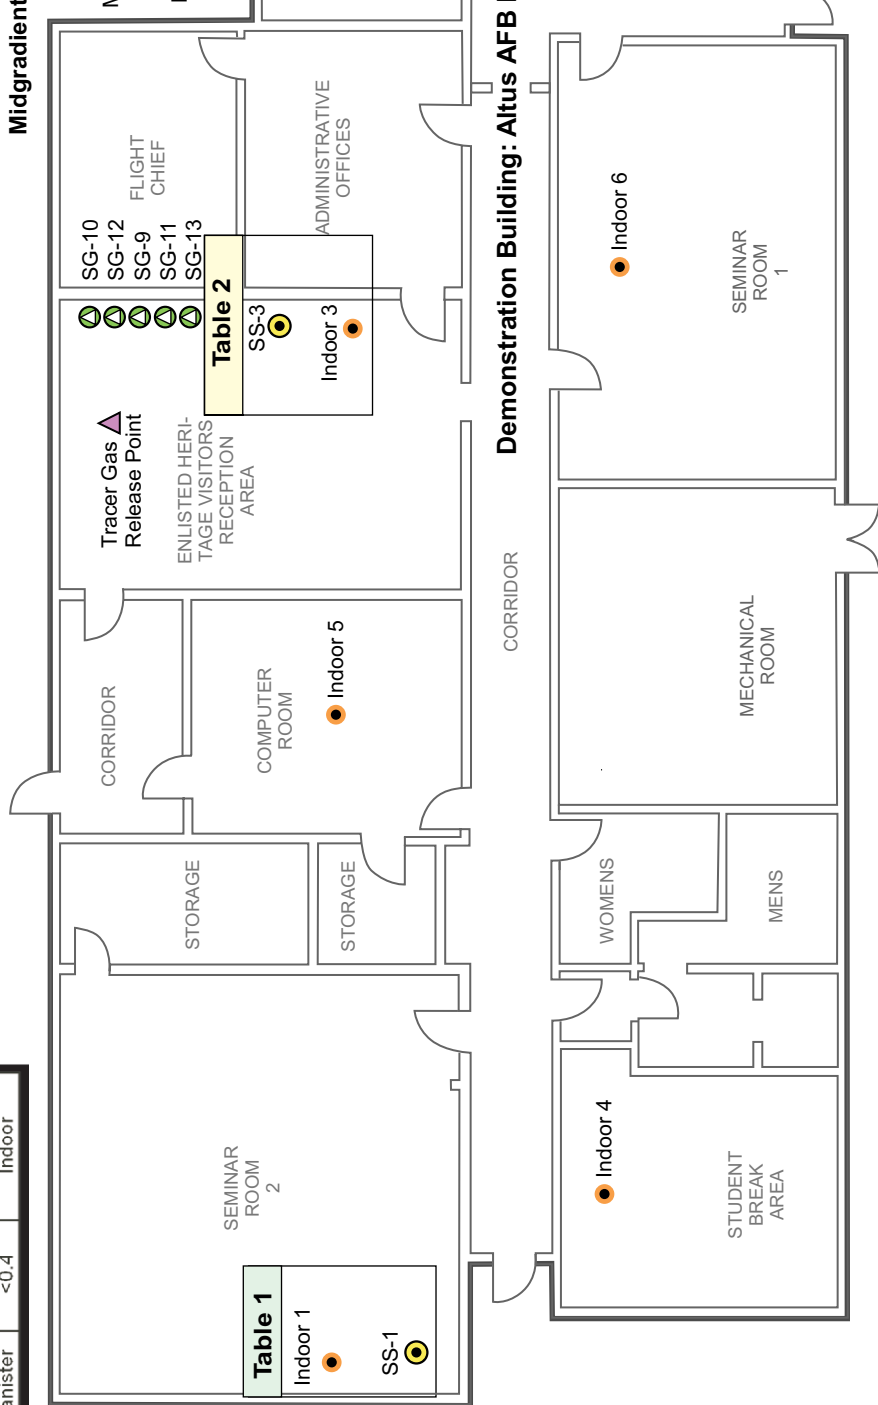 Midgradient
FLIGHT
CHIEF
ADMINISTRATIVE
OFFICES
SG-10
SG-12
SG-9
SG-11
SG-13
Table 2
SS-3
Indoor 3
Tracer Gas
Release Point
ENLISTED HERI-
TAGE VISITORS
RECEPTION
AREA
Demonstration Building: Altus AFB
Indoor 6
SEMINAR
ROOM
1
CORRIDOR
COMPUTER
ROOM
Indoor 5
CORRIDOR
MECHANICAL
ROOM
STORAGE
STORAGE
WOMENS
MENS
SEMINAR
ROOM
2
Indoor 4
STUDENT
BREAK
AREA
Table 1
Indoor 1
SS-1
anister <0.4 Indoor